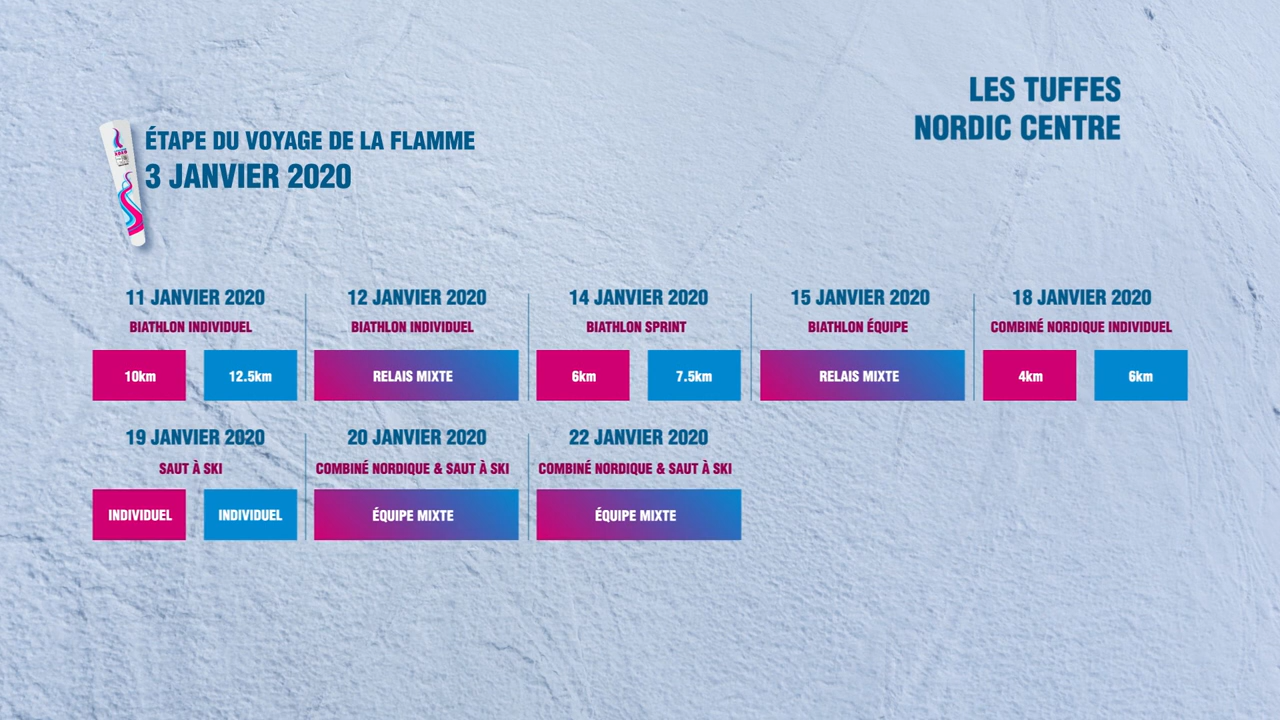 LES TUFFES
NORDIC CENTRE
ÉTAPE DU VOYAGE DE LA FLAMME
3 JANVIER 2020
11 JANVIER 2020
BIATHLON INDIVIDUEL
10km
12.5km
12 JANVIER 2020
BIATHLON INDIVIDUEL
RELAIS MIXTE
14 JANVIER 2020
BIATHLON SPRINT
6km
7.5km
15 JANVIER 2020
BIATHLON ÉQUIPE
RELAIS MIXTE
18 JANVIER 2020
COMBINÉ NORDIQUE INDIVIDUEL
4km
6km
19 JANVIER 2020
SAUT À SKI
INDIVIDUEL
INDIVIDUEL
20 JANVIER 2020
COMBINÉ NORDIQUE & SAUT À SKI
ÉQUIPE MIXTE
22 JANVIER 2020
COMBINÉ NORDIQUE & SAUT À SKI
ÉQUIPE MIXTE